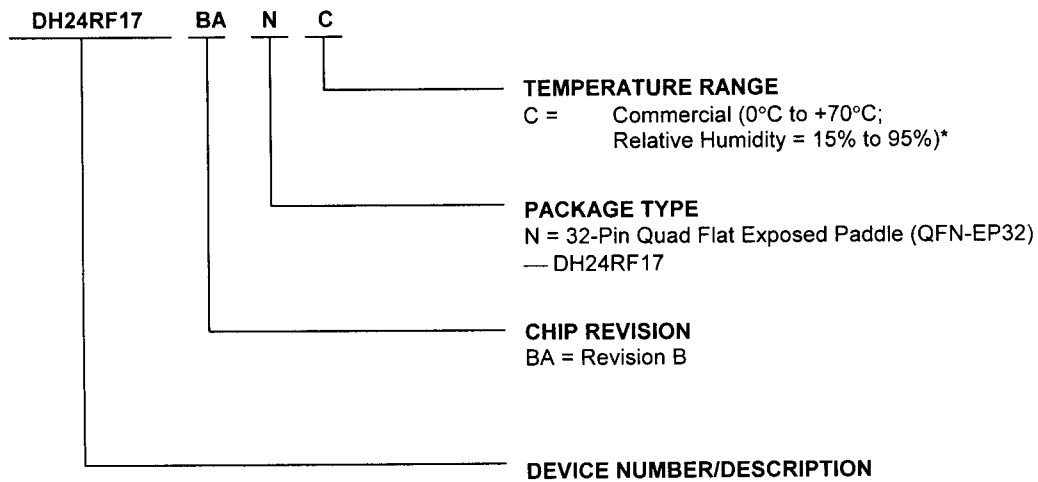 DH24RF17 BA N C
TEMPERATURE RANGE
C = Commercial (0°C to +70°C;
Relative Humidity = 15% to 95%)*
PACKAGE TYPE
N = 32-Pin Quad Flat Exposed Paddle (QFN-EP32)
— DH24RF17
CHIP REVISION
BA = Revision B
DEVICE NUMBER/DESCRIPTION